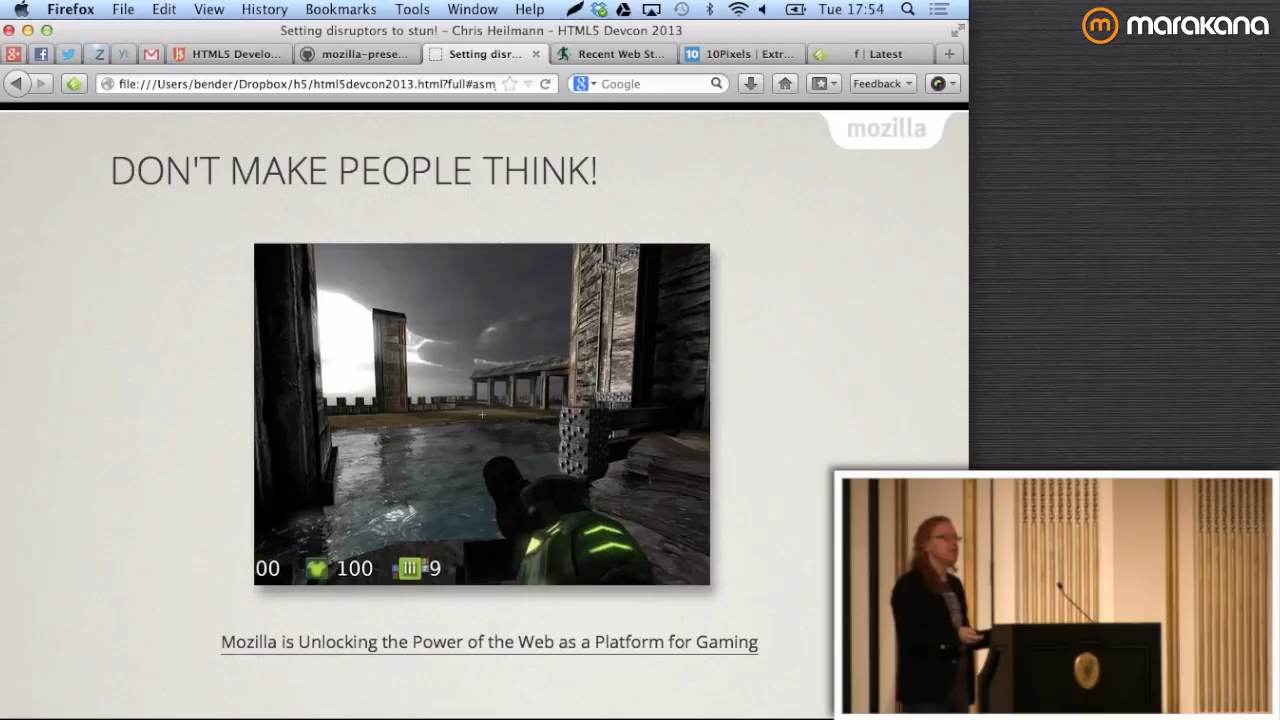 Firefox File Edit View History Bookmarks Tools Window Help Tue 17:54
marakana
Setting disruptors to stun! – Chris Heilmann – HTML5 Devcon 2013
HTML5 Develo... mozilla-prese... Setting disr... Recent Web St... 10Pixels | Extr... f | Latest
file:///Users/bender/Dropbox/h5/html5devcon2013.html?full#asm Google Feedback
mozilla
DON'T MAKE PEOPLE THINK!
00 100 9
Mozilla is Unlocking the Power of the Web as a Platform for Gaming